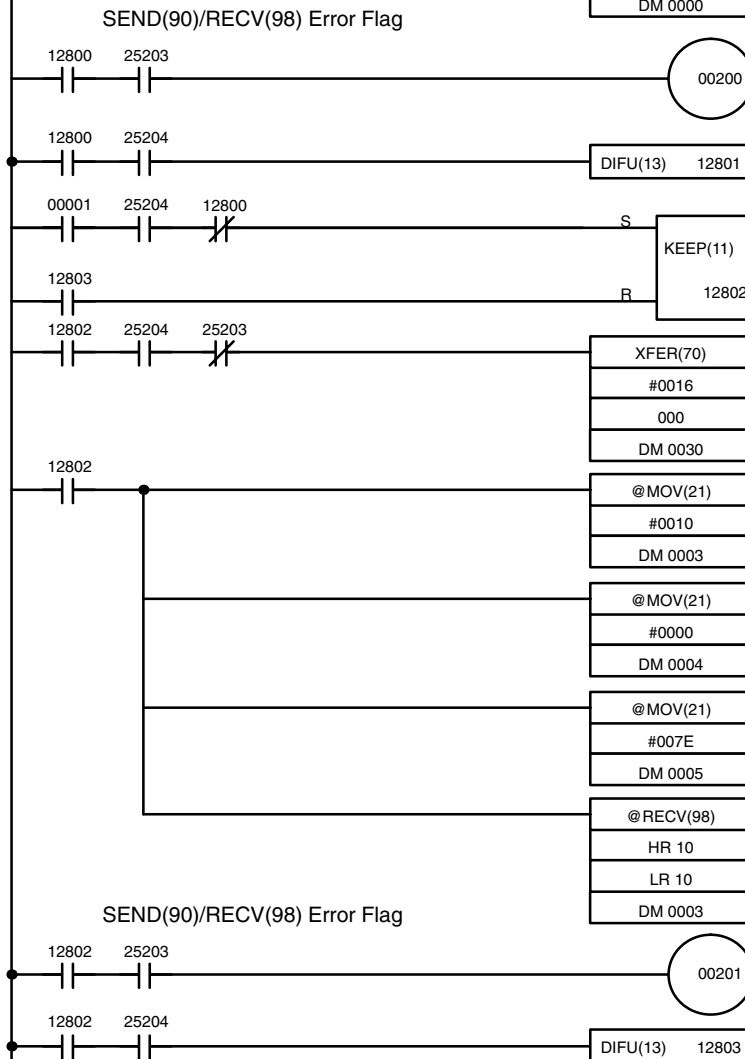 DM 0000
SEND(90)/RECV(98) Error Flag
12800 25203
00200
12800 25204
DIFU(13) 12801
00001 25204 12800
S
KEEP(11)
12803
R
12802
12802 25204 25203
XFER(70)
#0016
000
DM 0030
12802
@MOV(21)
#0010
DM 0003
@MOV(21)
#0000
DM 0004
@MOV(21)
#007E
DM 0005
@RECV(98)
HR 10
LR 10
DM 0003
SEND(90)/RECV(98) Error Flag
12802 25203
00201
12802 25204
DIFU(13) 12803